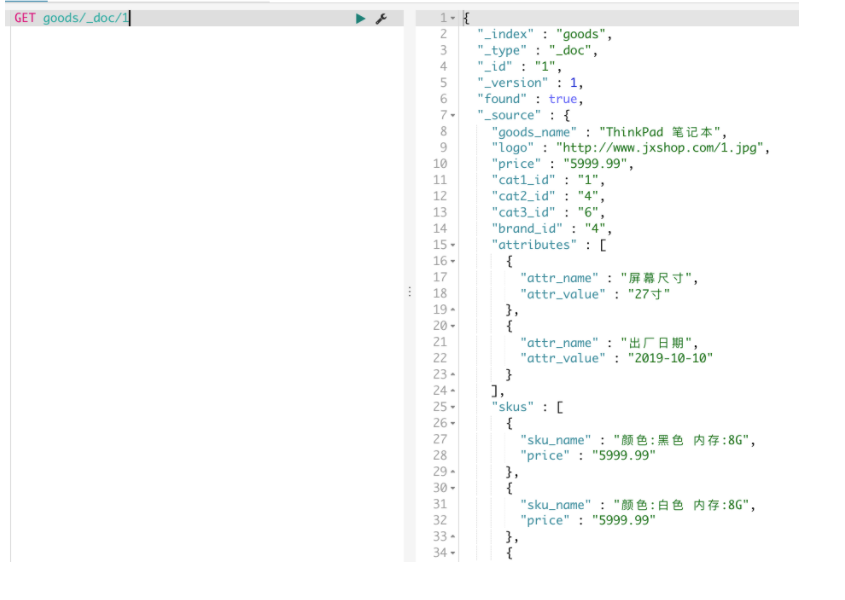 GET goods/_doc/1
1 {
2 "_index" : "goods",
3 "_type" : "_doc",
4 "_id" : "1",
5 "_version" : 1,
6 "found" : true,
7 "_source" : {
8 "goods_name" : "ThinkPad 笔记本",
9 "logo" : "http://www.jxshop.com/1.jpg",
10 "price" : "5999.99",
11 "cat1_id" : "1",
12 "cat2_id" : "4",
13 "cat3_id" : "6",
14 "brand_id" : "4",
15 "attributes" : [
16 {
17 "attr_name" : "屏幕尺寸",
18 "attr_value" : "27寸"
19 },
20 {
21 "attr_name" : "出厂日期",
22 "attr_value" : "2019-10-10"
23 }
24 ],
25 "skus" : [
26 {
27 "sku_name" : "颜色:黑色 内存:8G",
28 "price" : "5999.99"
29 },
30 {
31 "sku_name" : "颜色:白色 内存:8G",
32 "price" : "5999.99"
33 },
34 {